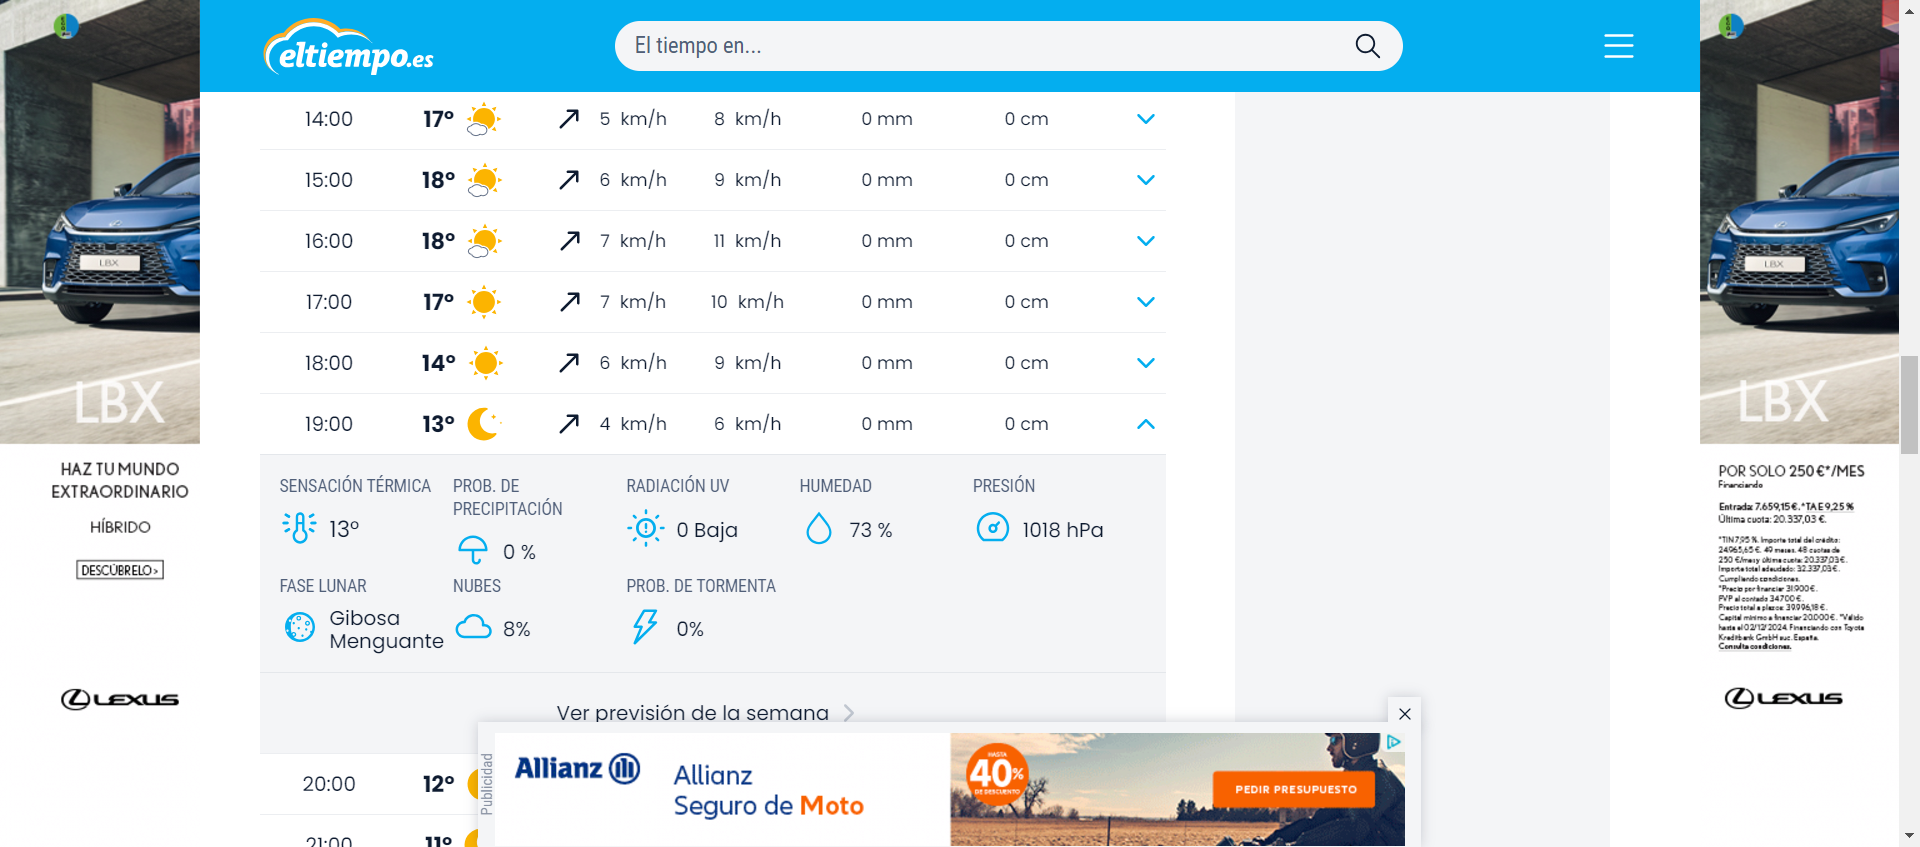 eltiempo.es
El tiempo en...
14:00 17° 5 km/h 8 km/h 0 mm 0 cm
15:00 18° 6 km/h 9 km/h 0 mm 0 cm
16:00 18° 7 km/h 11 km/h 0 mm 0 cm
17:00 17° 7 km/h 10 km/h 0 mm 0 cm
18:00 14° 6 km/h 9 km/h 0 mm 0 cm
19:00 13° 4 km/h 6 km/h 0 mm 0 cm
SENSACIÓN TÉRMICA
13°
PROB. DE
PRECIPITACIÓN
0 %
RADIACIÓN UV
0 Baja
HUMEDAD
73 %
PRESIÓN
1018 hPa
FASE LUNAR
Gibosa
Menguante
NUBES
8%
PROB. DE TORMENTA
0%
Ver previsión de la semana
20:00 12°
21:00 11°
Publicidad
Allianz
Allianz
Seguro de Moto
HASTA
40%
DE DESCUENTO
PEDIR PRESUPUESTO
LBX
LBX
HAZ TU MUNDO
EXTRAORDINARIO
HÍBRIDO
DESCÚBRELO >
LEXUS
LBX
LBX
POR SOLO 250 €*/MES
Financiando
Entrada: 7.659,15 €. *TAE 9,25 %
Última cuota: 20.337,03 €.
*TIN 7,95 %. Importe total del crédito:
24.965,65 €. 49 meses. 48 cuotas de
250 €/mes y última cuota: 20.337,03 €.
Importe total adeudado: 32.337,03 €.
Cumpliendo condiciones.
*Precio por financiar 31.900 €.
PVP al contado 34.700 €.
Precio total a plazos: 39.996,18 €.
Capital mínimo a financiar 20.000 €. *Válido
hasta el 02/12/2024. Financiando con Toyota
Kreditbank GmbH suc. España.
Consulta condiciones.
LEXUS